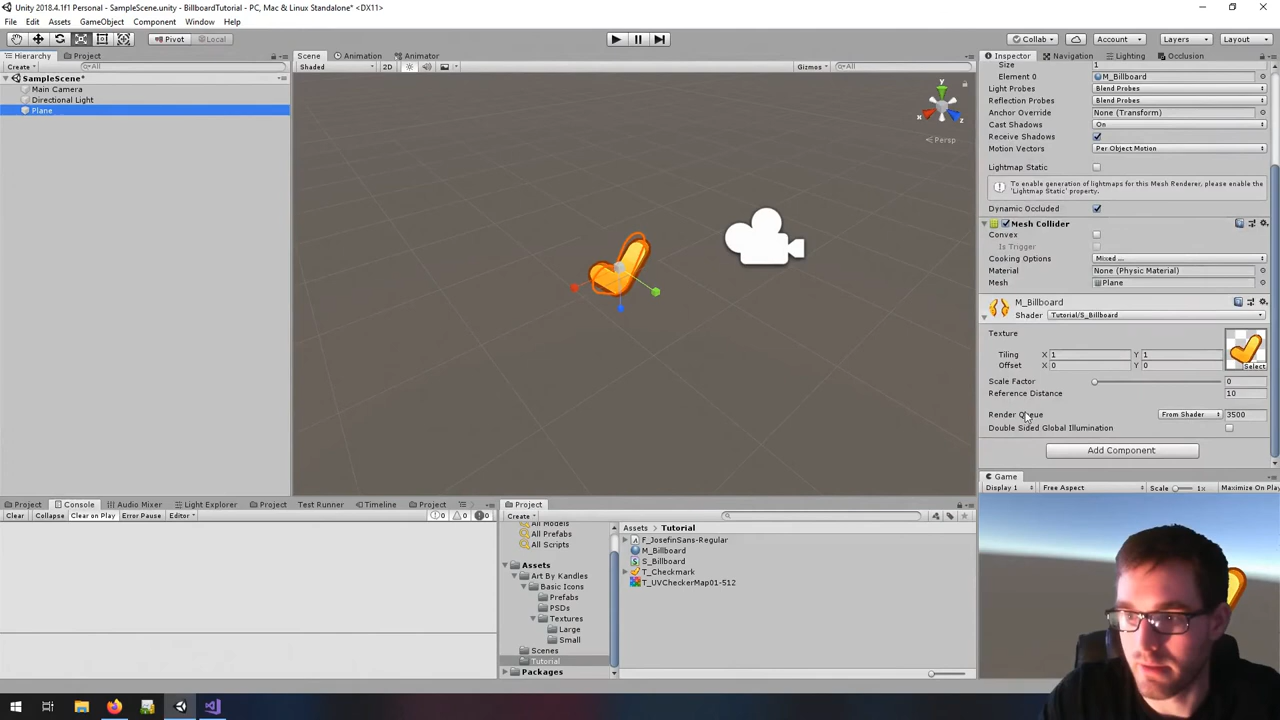 Unity 2018.4.1f1 Personal - SampleScene.unity - BillboardTutorial - PC, Mac & Linux Standalone* <DX11>
File Edit Assets GameObject Component Window Help
Pivot Local
Collab Account Layers Layout
Hierarchy Project
Create All
SampleScene*
Main Camera
Directional Light
Plane
Scene Animation Animator
Shaded 2D Gizmos All
y
x
z
Persp
Inspector Navigation Lighting Occlusion
Size 1
Element 0 M_Billboard
Light Probes Blend Probes
Reflection Probes Blend Probes
Anchor Override None (Transform)
Cast Shadows On
Receive Shadows
Motion Vectors Per Object Motion
Lightmap Static
To enable generation of lightmaps for this Mesh Renderer, please enable the
'Lightmap Static' property.
Dynamic Occluded
Mesh Collider
Convex
Is Trigger
Cooking Options Mixed ...
Material None (Physic Material)
Mesh Plane
M_Billboard
Shader Tutorial/S_Billboard
Texture
Tiling X 1 Y 1
Offset X 0 Y 0
Select
Scale Factor 0
Reference Distance 10
Render Queue From Shader 3500
Double Sided Global Illumination
Add Component
Game
Display 1 Free Aspect Scale 1x Maximize On Play
Project Console Audio Mixer Light Explorer Project Test Runner Timeline Project
Clear Collapse Clear on Play Error Pause Editor 0 0 0
Project
Create
All Models
All Prefabs
All Scripts
Assets
Art By Kandles
Basic Icons
Prefabs
PSDs
Textures
Large
Small
Scenes
Tutorial
Packages
Assets Tutorial
F_JosefinSans-Regular
M_Billboard
S_Billboard
T_Checkmark
T_UVCheckerMap01-512